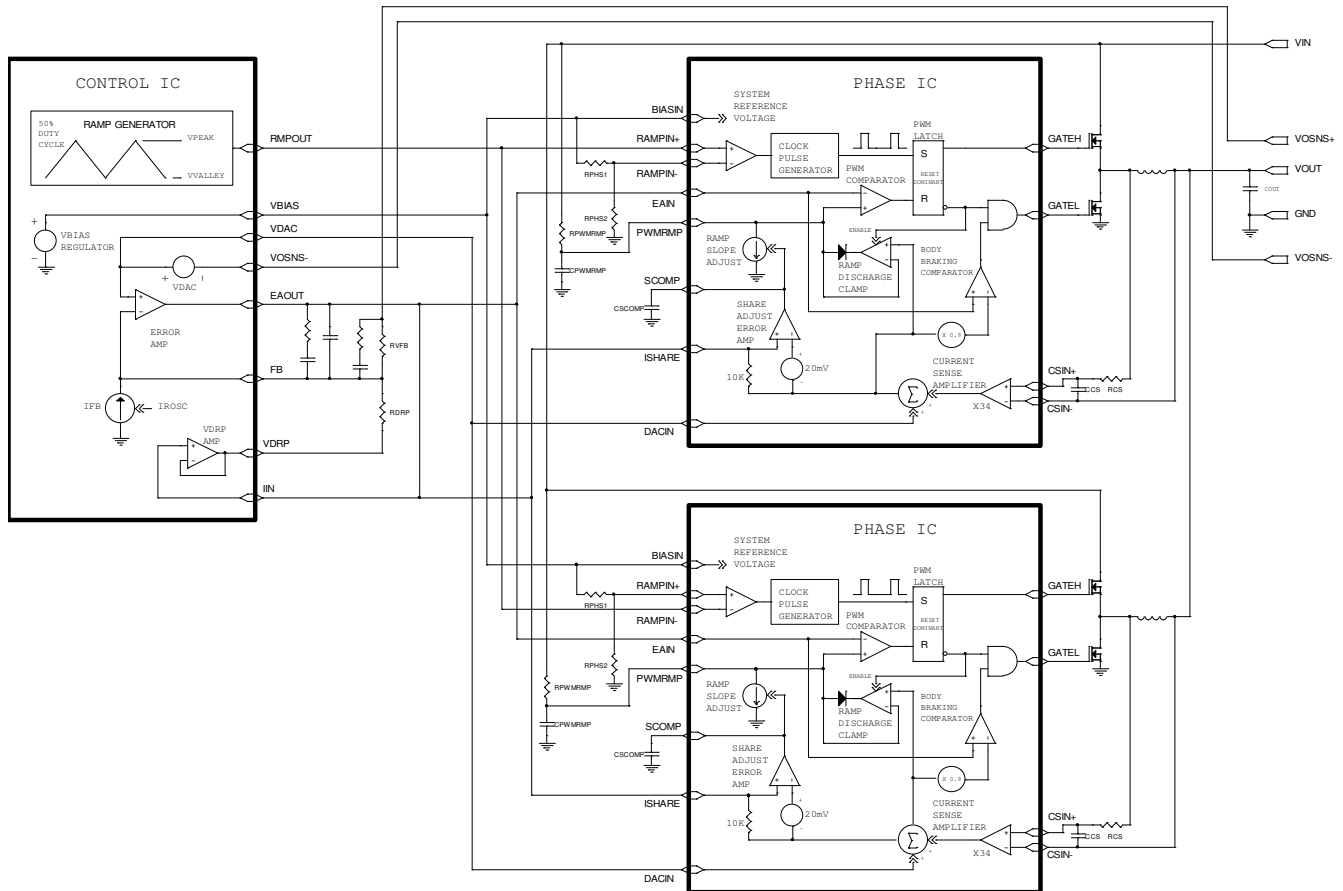 CONTROL IC
50%
DUTY
CYCLE
RAMP GENERATOR
VPEAK
VVALLEY
RMPOUT
+
VBIAS
REGULATOR
-
VBIAS
VDAC
VOSNS-
+
-
VDAC
EAOUT
+
-
ERROR
AMP
RVFB
FB
IFB
IROSC
RDRP
VDRP
AMP
+
-
VDRP
IIN
PHASE IC
BIASIN
SYSTEM
REFERENCE
VOLTAGE
RAMPIN+
RAMPIN-
RPHS1
RPHS2
+
-
CLOCK
PULSE
GENERATOR
PWM
LATCH
S
RESET
DOMINANT
R
PWM
COMPARATOR
-
+
EAIN
PWMRMP
RPWMRMP
CPWMRMP
RAMP
SLOPE
ADJUST
ENABLE
+
-
RAMP
DISCHARGE
CLAMP
BODY
BRAKING
COMPARATOR
+
-
SCOMP
CSCOMP
SHARE
ADJUST
ERROR
AMP
+
-
X 0.9
ISHARE
10K
+
20mV
-
CURRENT
SENSE
AMPLIFIER
Σ
+
+
X34
+
-
DACIN
GATEH
GATEL
CSIN+
CCS
RCS
CSIN-
VIN
VOSNS+
VOUT
COUT
GND
VOSNS-
PHASE IC
BIASIN
SYSTEM
REFERENCE
VOLTAGE
RAMPIN+
RPHS1
RAMPIN-
RPHS2
+
-
CLOCK
PULSE
GENERATOR
PWM
LATCH
S
RESET
DOMINANT
R
PWM
COMPARATOR
-
+
EAIN
PWMRMP
RPWMRMP
CPWMRMP
RAMP
SLOPE
ADJUST
ENABLE
+
-
RAMP
DISCHARGE
CLAMP
BODY
BRAKING
COMPARATOR
+
-
SCOMP
CSCOMP
SHARE
ADJUST
ERROR
AMP
+
-
X 0.9
ISHARE
10K
+
20mV
-
CURRENT
SENSE
AMPLIFIER
Σ
+
+
X34
+
-
DACIN
GATEH
GATEL
CSIN+
CCS
RCS
CSIN-